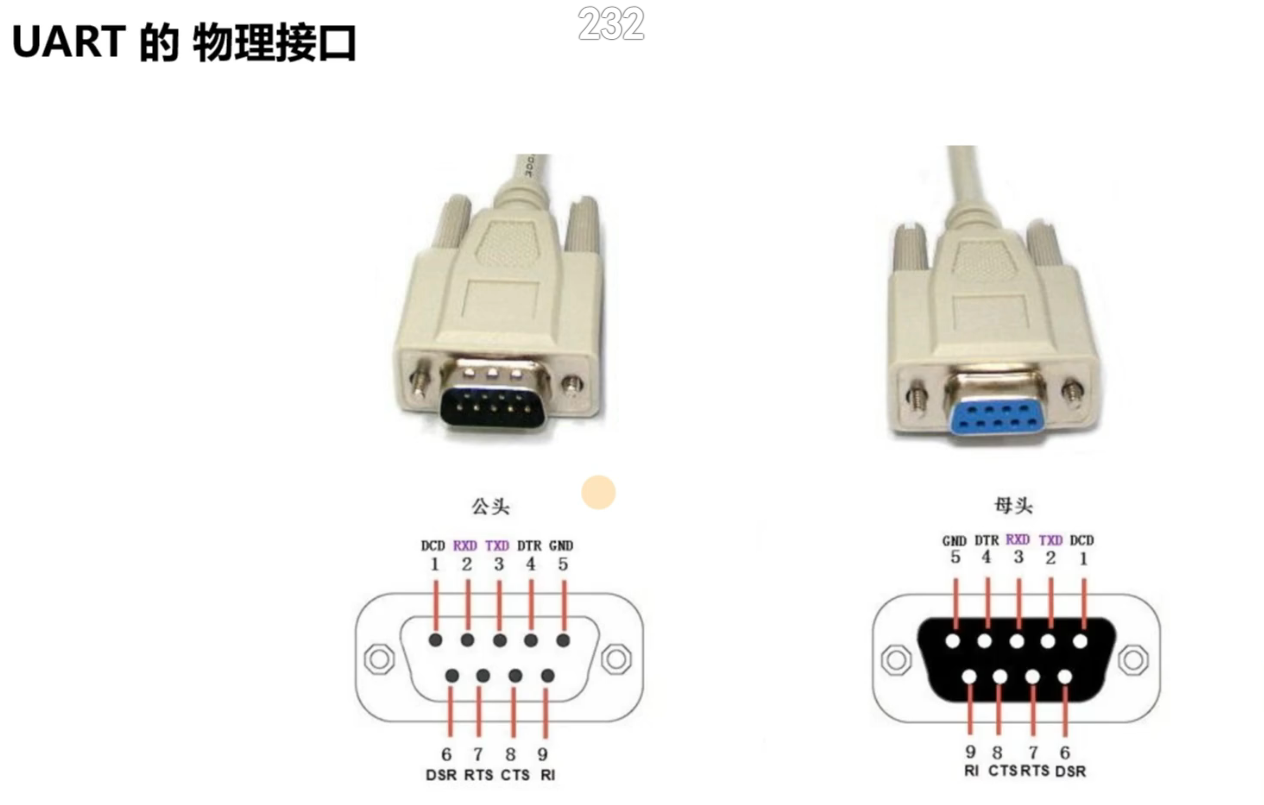 UART 的 物理接口
232
300.
公头
母头
DCD RXD TXD DTR GND
1 2 3 4 5
GND DTR RXD TXD DCD
5 4 3 2 1
6 7 8 9
DSR RTS CTS RI
9 8 7 6
RI CTS RTS DSR